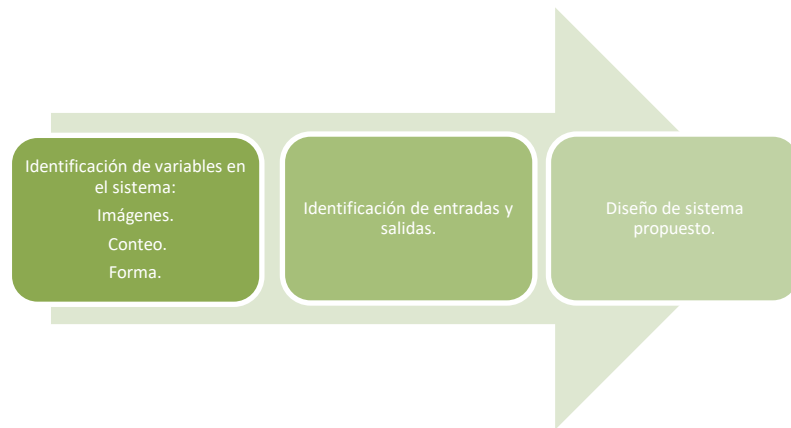 Identificación de variables en
el sistema:
Imágenes.
Conteo.
Forma.
Identificación de entradas y
salidas.
Diseño de sistema
propuesto.